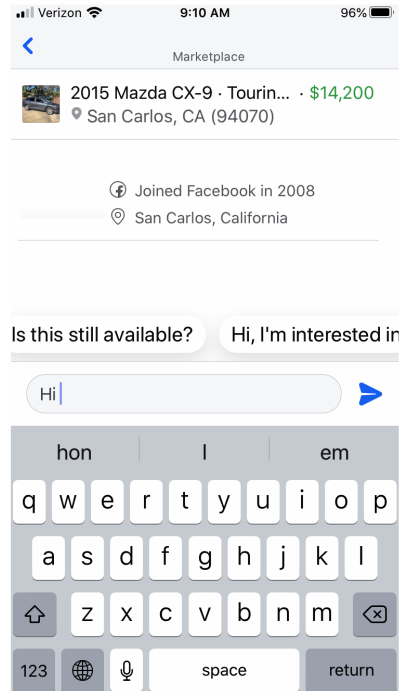 Verizon 9:10 AM 96%
Marketplace
2015 Mazda CX-9 · Tourin... · $14,200
San Carlos, CA (94070)
Joined Facebook in 2008
San Carlos, California
Is this still available? Hi, I'm interested in
Hi
hon I em
q w e r t y u i o p
a s d f g h j k l
z x c v b n m
123 space return